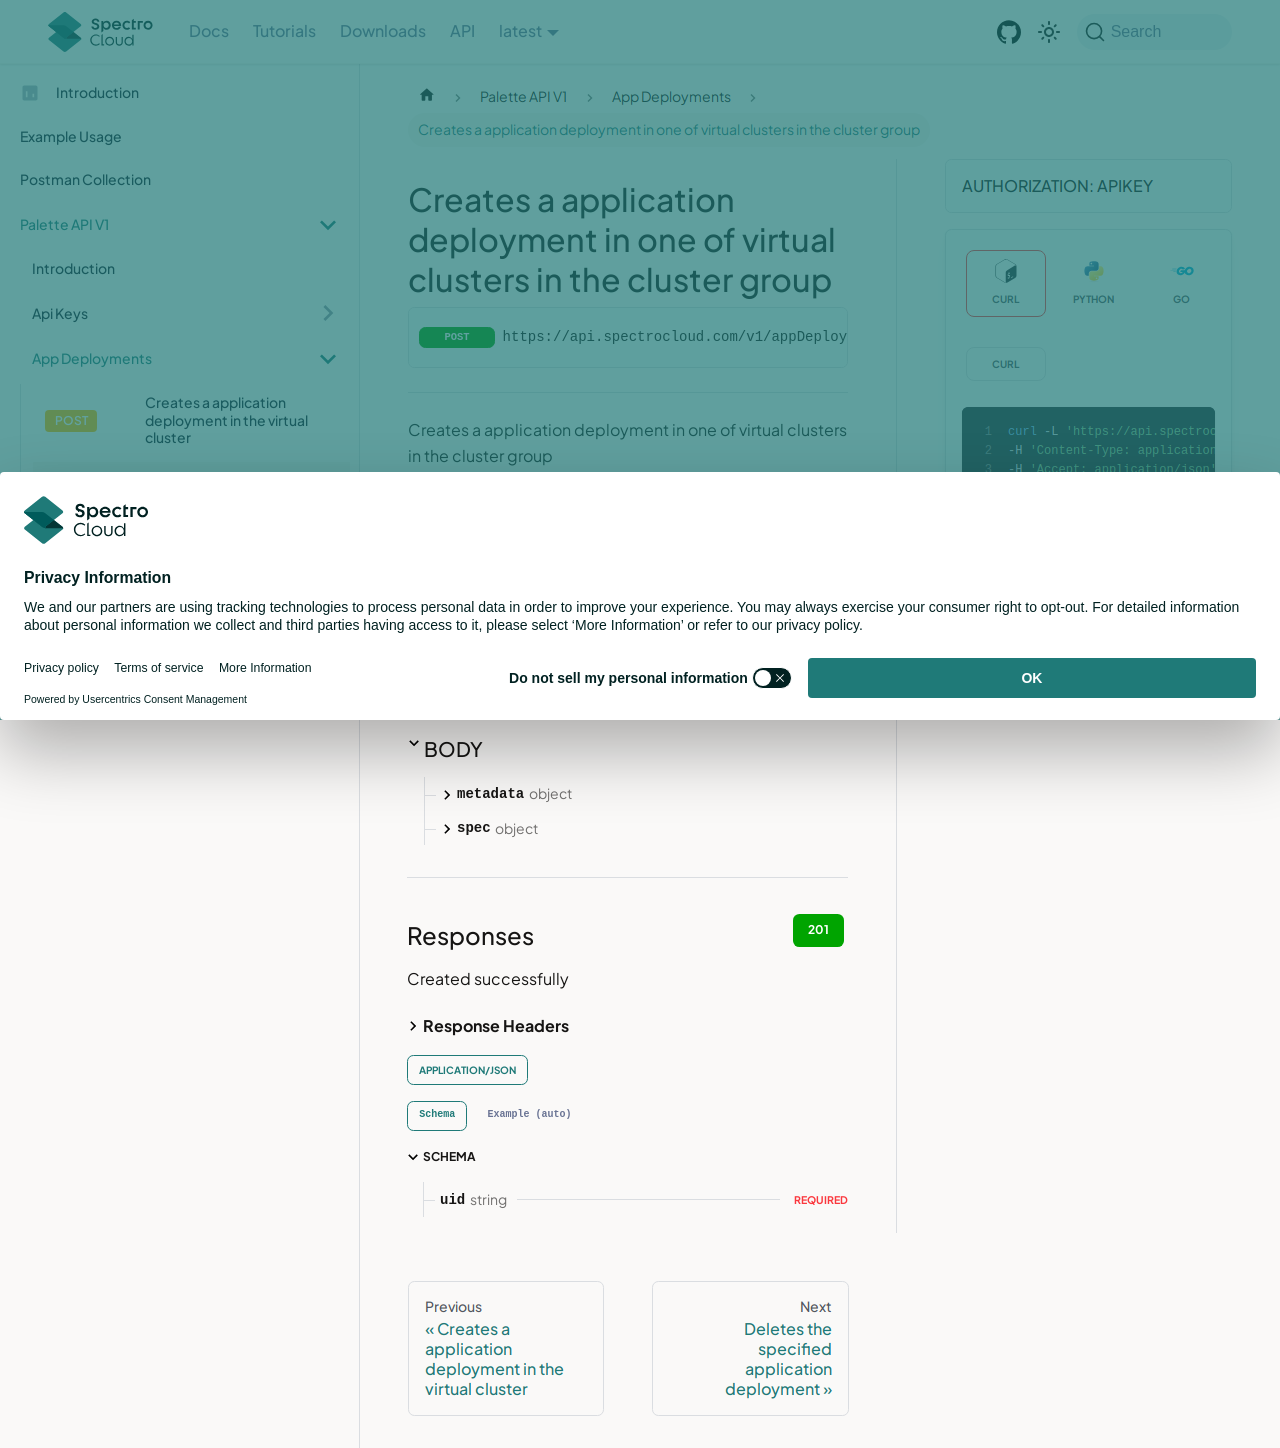 Spectro
Cloud
Docs
Tutorials
Downloads
API
latest
Search
Introduction
Example Usage
Postman Collection
Palette API V1
Introduction
Api Keys
App Deployments
POST
Creates a application
deployment in the virtual
cluster
Palette API V1
App Deployments
Creates a application deployment in one of virtual clusters in the cluster group
Creates a application
deployment in one of virtual
clusters in the cluster group
POST
https://api.spectrocloud.com/v1/appDeploy
Creates a application deployment in one of virtual clusters
in the cluster group
AUTHORIZATION: APIKEY
CURL
PYTHON
GO
CURL
1 curl -L 'https://api.spectroc
2 -H 'Content-Type: application
3 -H 'Accept: application/json'
Spectro
Cloud
Privacy Information
We and our partners are using tracking technologies to process personal data in order to improve your experience. You may always exercise your consumer right to opt-out. For detailed information
about personal information we collect and third parties having access to it, please select ‘More Information’ or refer to our privacy policy.
Privacy policy
Terms of service
More Information
Powered by Usercentrics Consent Management
Do not sell my personal information
OK
BODY
metadata object
spec object
Responses
201
Created successfully
Response Headers
APPLICATION/JSON
Schema
Example (auto)
SCHEMA
uid string
REQUIRED
Previous
« Creates a
application
deployment in the
virtual cluster
Next
Deletes the
specified
application
deployment »